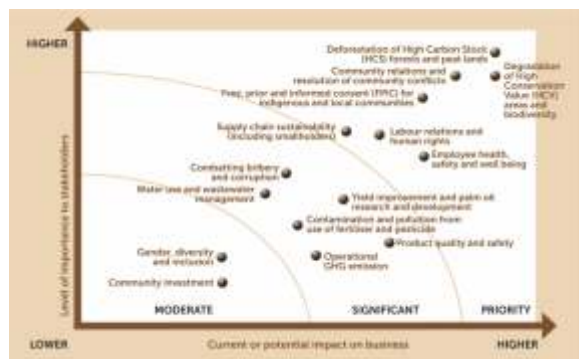 HIGHER
Deforestation of High Carbon Stock
(HCS) forests and peat lands
Community relations and
resolution of community conflicts
Degradation
of High
Conservation
Value (HCV)
areas and
biodiversity
Free, prior and informed consent (FPIC) for
indigenous and local communities
Supply chain sustainability
(including smallholders)
Labour relations and
human rights
Employee health,
safety and well being
Combatting bribery
and corruption
Water use and wastewater
management
Yield improvement and palm oil
research and development
Contamination and pollution from
use of fertiliser and pesticide
Product quality and safety
Gender, diversity
and inclusion
Operational
GHG emission
Community investment
Level of importance to stakeholders
MODERATE
SIGNIFICANT
PRIORITY
LOWER
Current or potential impact on business
HIGHER